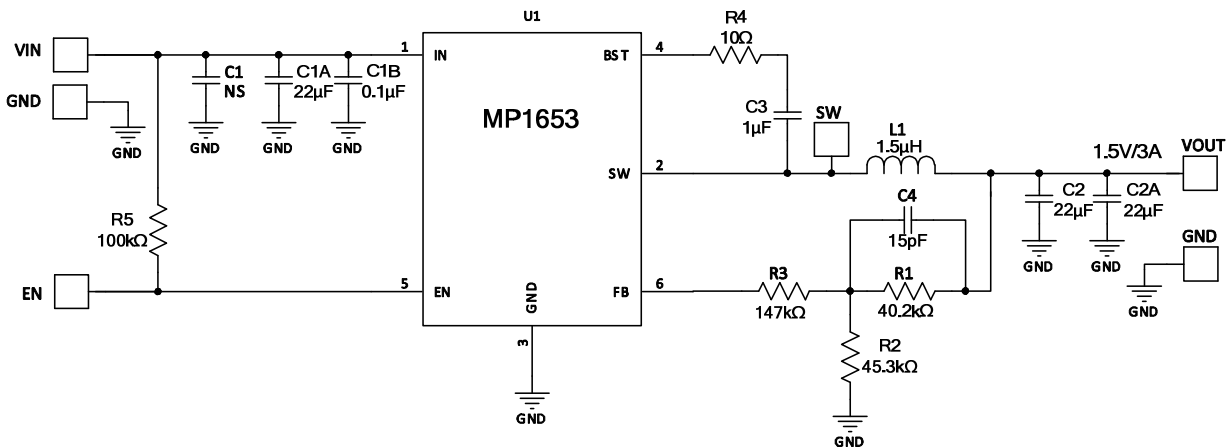 U1
R4
10Ω
VIN
1
IN
BST
4
C1
NS
C1A
22µF
C1B
0.1µF
GND
GND
GND
GND
GND
MP1653
C3
1µF
SW
L1
1.5µH
1.5V/3A
VOUT
SW
2
C4
15pF
C2
22µF
C2A
22µF
R5
100kΩ
GND
GND
GND
EN
5
EN
GND
FB
6
R3
147kΩ
R1
40.2kΩ
GND
3
R2
45.3kΩ
GND
GND